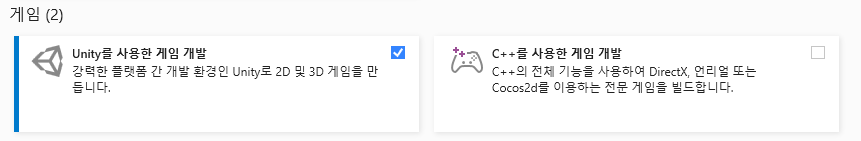 게임 (2)
Unity를 사용한 게임 개발
강력한 플랫폼 간 개발 환경인 Unity로 2D 및 3D 게임을 만
듭니다.
C++를 사용한 게임 개발
C++의 전체 기능을 사용하여 DirectX, 언리얼 또는
Cocos2d를 이용하는 전문 게임을 빌드합니다.